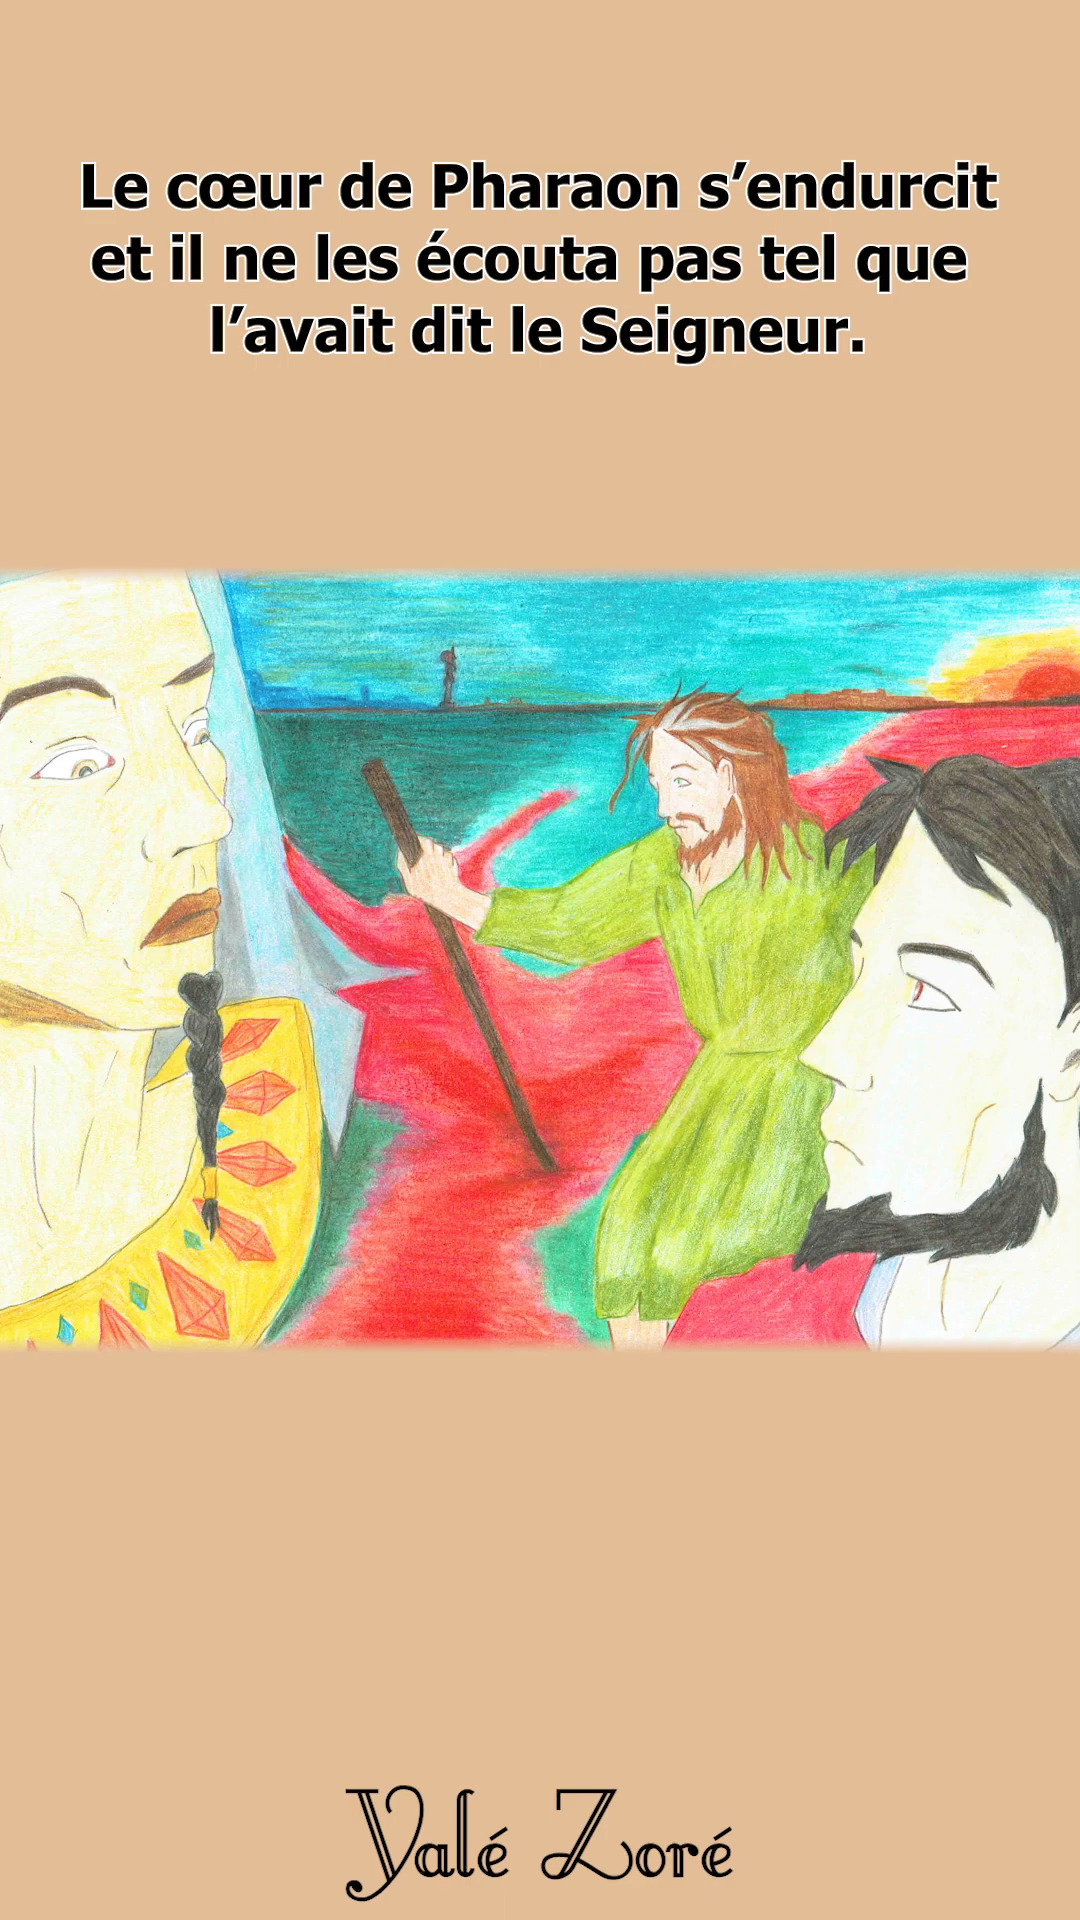 Le cœur de Pharaon s’endurcit
et il ne les écouta pas tel que
l’avait dit le Seigneur.
Yalé Zoré